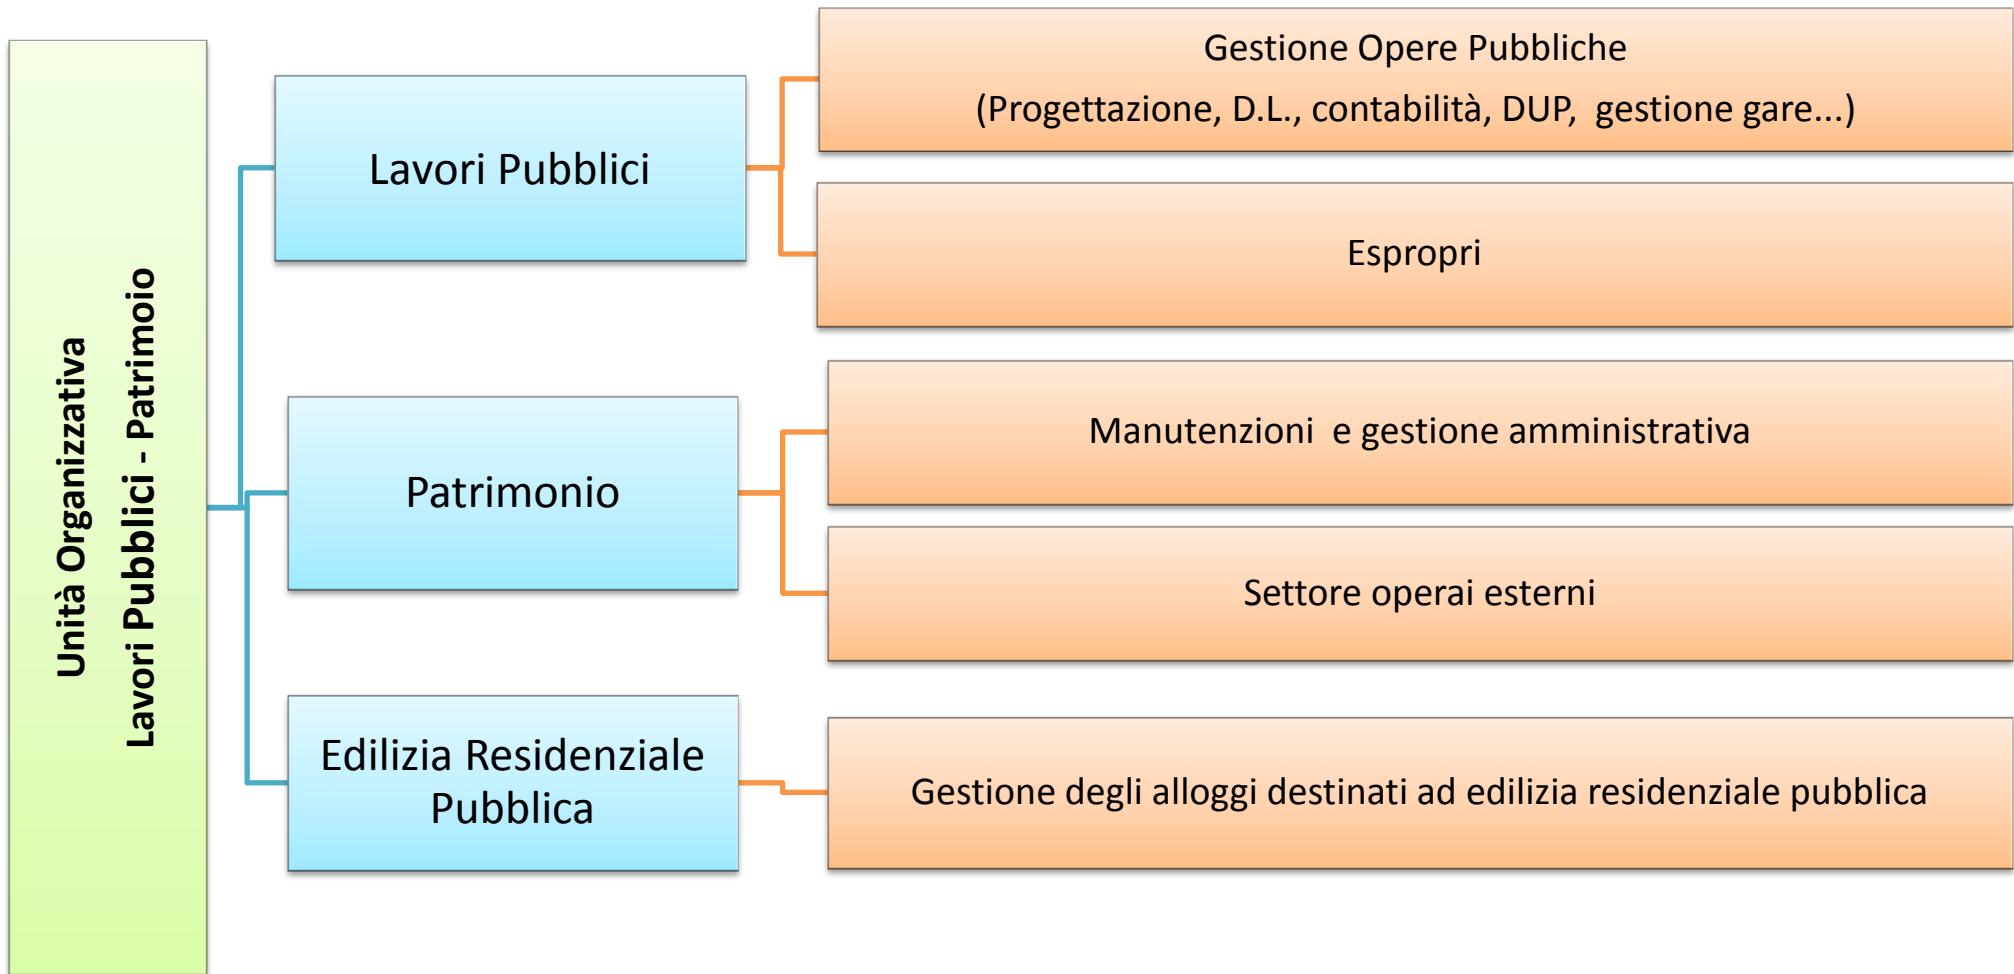 Unità Organizzativa
Lavori Pubblici - Patrimoio
Lavori Pubblici
Gestione Opere Pubbliche
(Progettazione, D.L., contabilità, DUP,  gestione gare...)
Espropri
Patrimonio
Manutenzioni  e gestione amministrativa
Settore operai esterni
Edilizia Residenziale
Pubblica
Gestione degli alloggi destinati ad edilizia residenziale pubblica